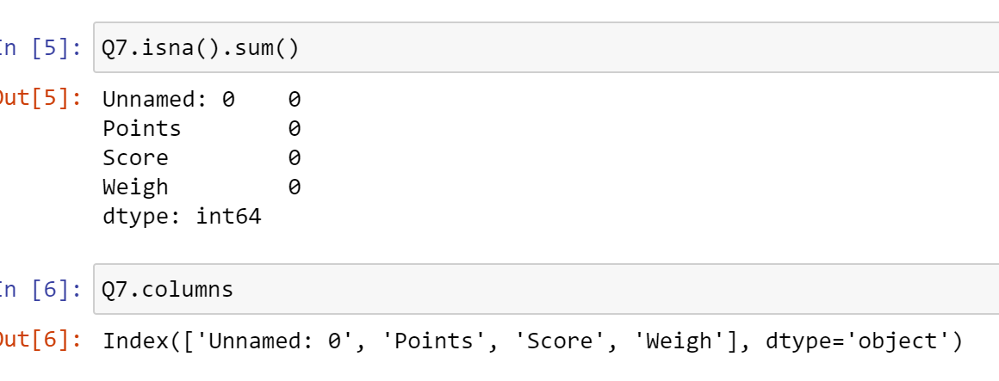 In [5]: Q7.isna().sum()
Out[5]: Unnamed: 0    0
Points        0
Score         0
Weigh         0
dtype: int64
In [6]: Q7.columns
Out[6]: Index(['Unnamed: 0', 'Points', 'Score', 'Weigh'], dtype='object')